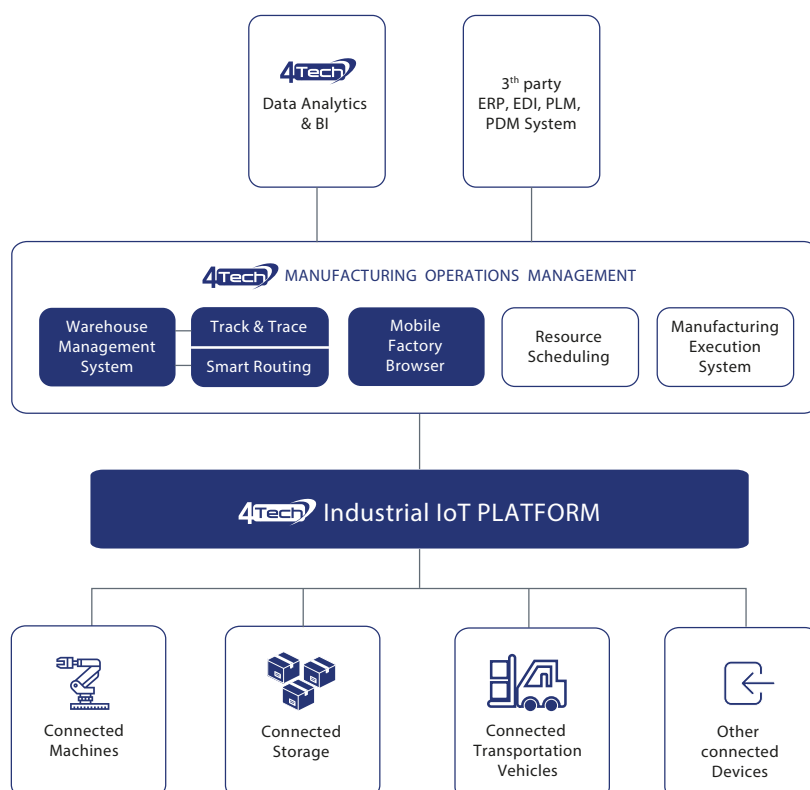 4Tech
Data Analytics
& BI
3th party
ERP, EDI, PLM,
PDM System
4Tech MANUFACTURING OPERATIONS MANAGEMENT
Warehouse
Management
System
Track & Trace
Smart Routing
Mobile
Factory
Browser
Resource
Scheduling
Manufacturing
Execution
System
4Tech Industrial IoT PLATFORM
Connected
Machines
Connected
Storage
Connected
Transportation
Vehicles
Other
connected
Devices